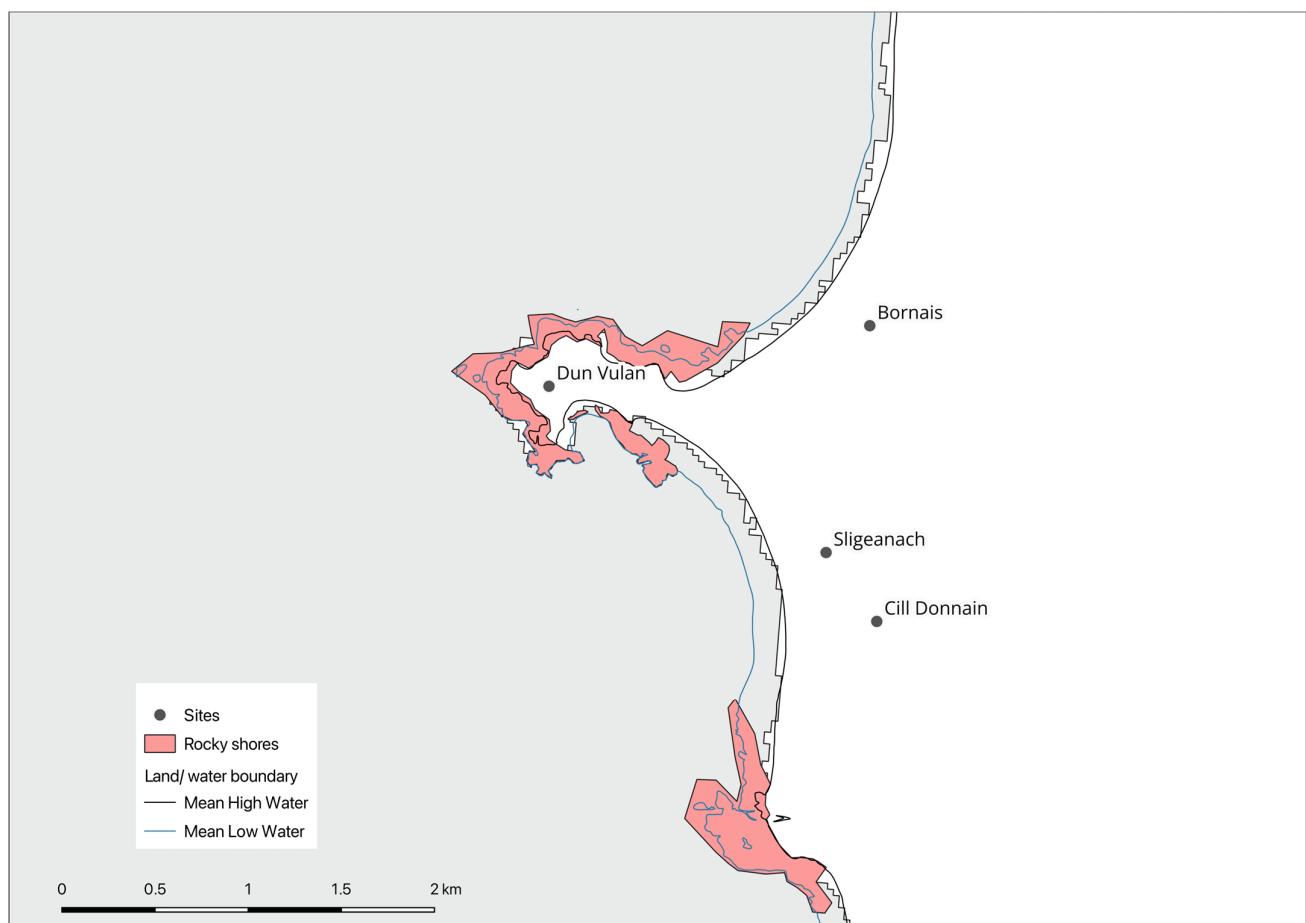 Bornais
Dun Vulan
Sligeanach
Cill Donnain
Sites
Rocky shores
Land/ water boundary
Mean High Water
Mean Low Water
0 0.5 1 1.5 2 km